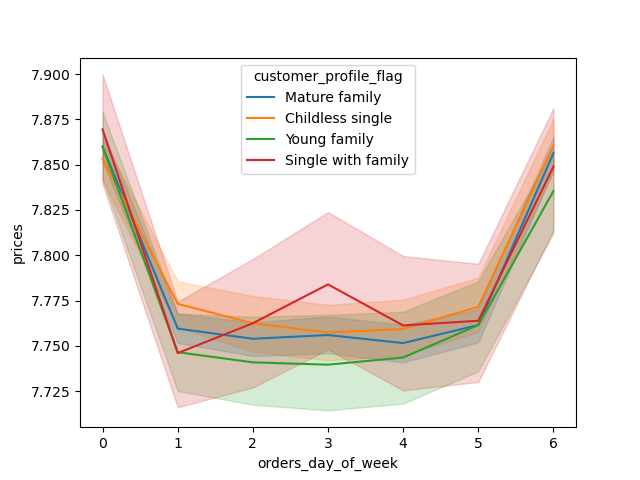 customer_profile_flag
Mature family
Childless single
Young family
Single with family
7.900
7.875
7.850
7.825
7.800
7.775
7.750
7.725
prices
0 1 2 3 4 5 6
orders_day_of_week